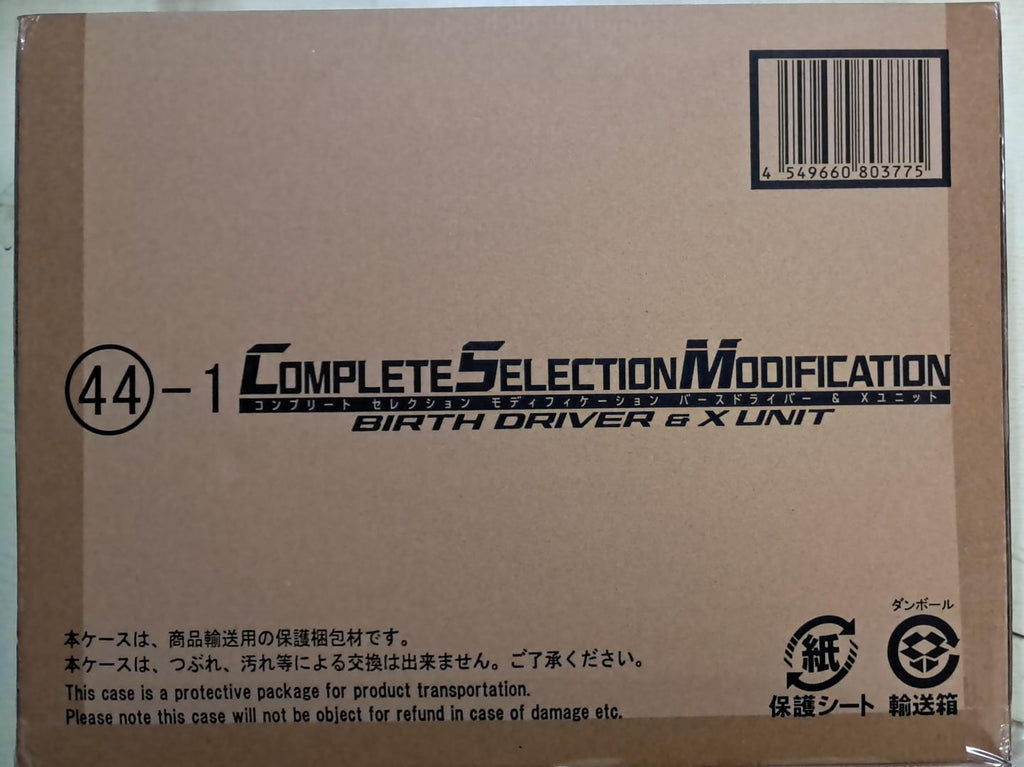 4 549660 803775
44-1 COMPLETE SELECTION MODIFICATION
コンプリート セレクション モディフィケーション バースドライバー & Xユニット
BIRTH DRIVER & X UNIT
本ケースは、商品輸送用の保護梱包材です。
本ケースは、つぶれ、汚れ等による交換は出来ません。ご了承ください。
This case is a protective package for product transportation.
Please note this case will not be object for refund in case of damage etc.
紙
保護シート
ダンボール
輸送箱